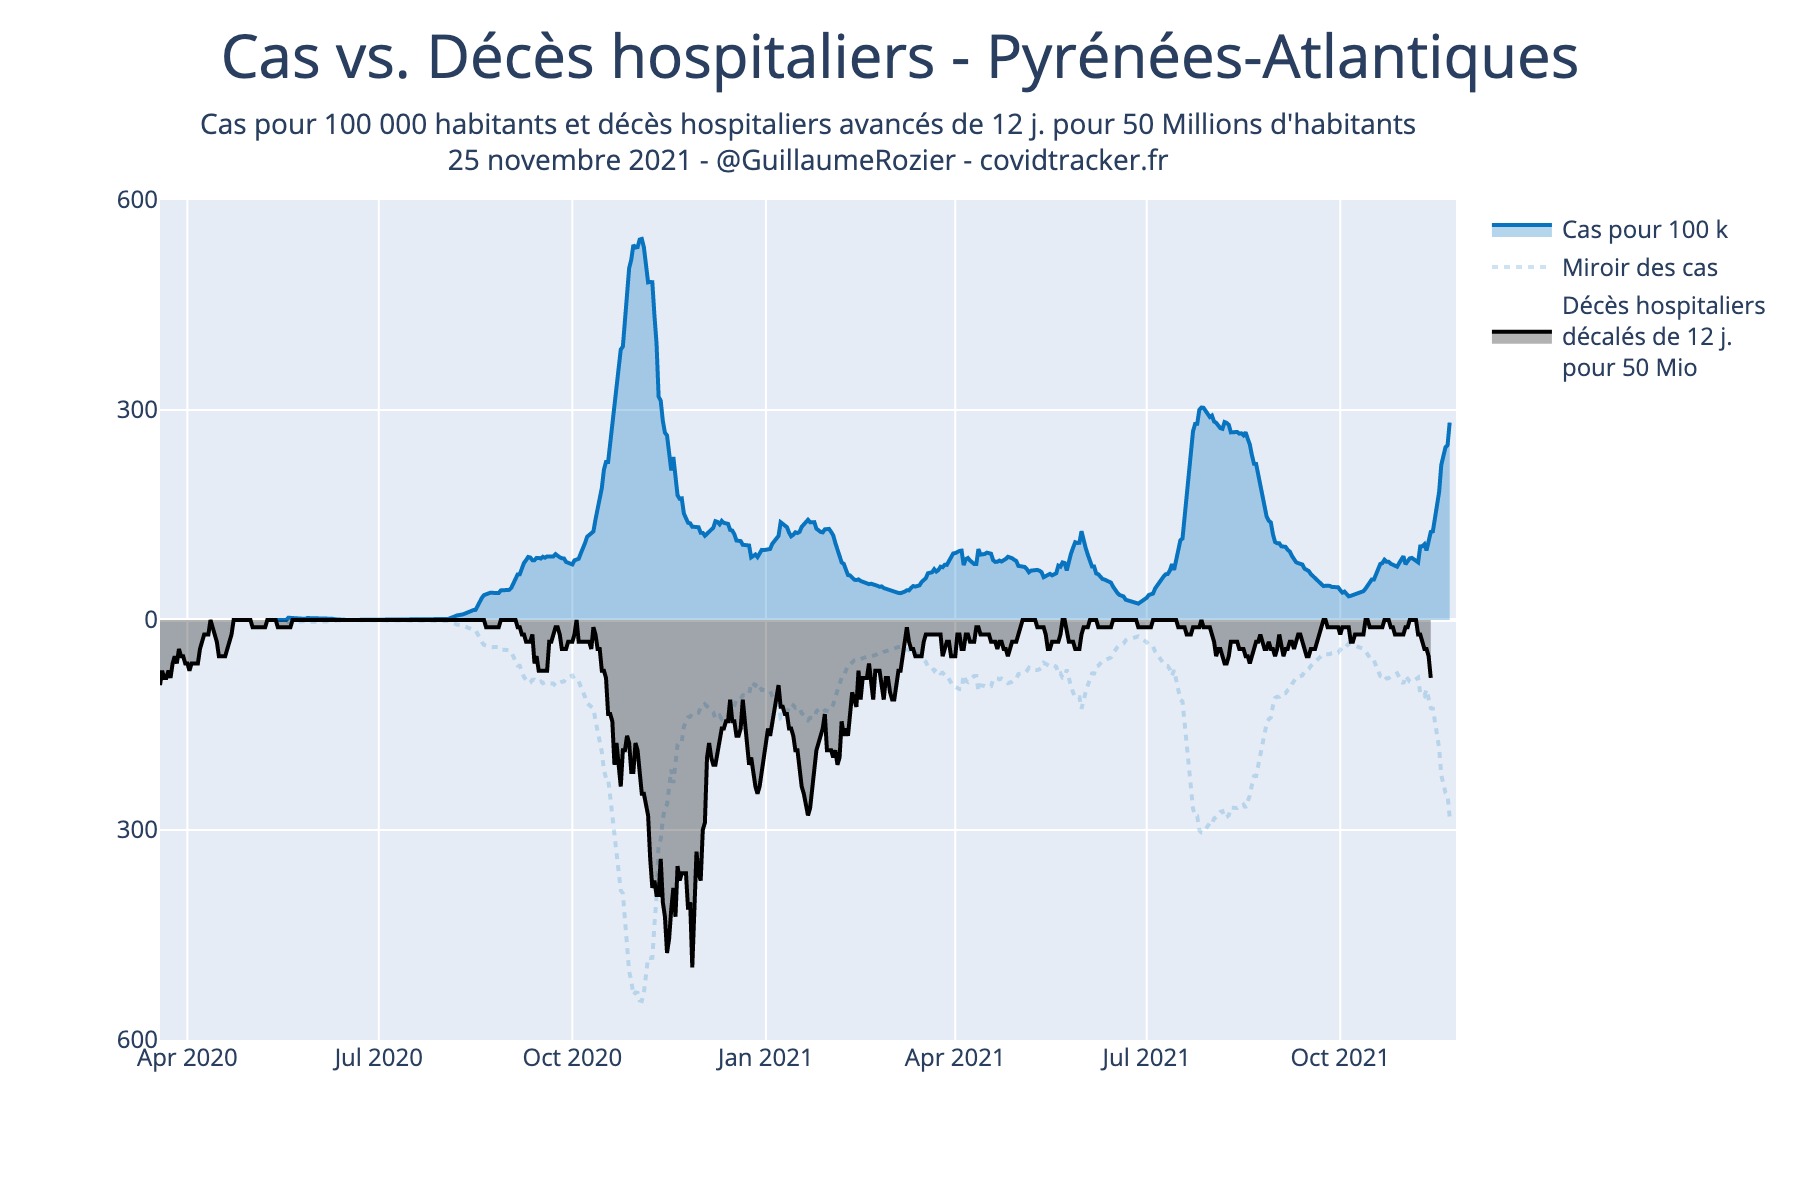 Cas vs. Décès hospitaliers - Pyrénées-Atlantiques
Cas pour 100 000 habitants et décès hospitaliers avancés de 12 j. pour 50 Millions d'habitants
25 novembre 2021 - @GuillaumeRozier - covidtracker.fr
600
300
0
300
600
Apr 2020
Jul 2020
Oct 2020
Jan 2021
Apr 2021
Jul 2021
Oct 2021
Cas pour 100 k
Miroir des cas
Décès hospitaliers
décalés de 12 j.
pour 50 Mio